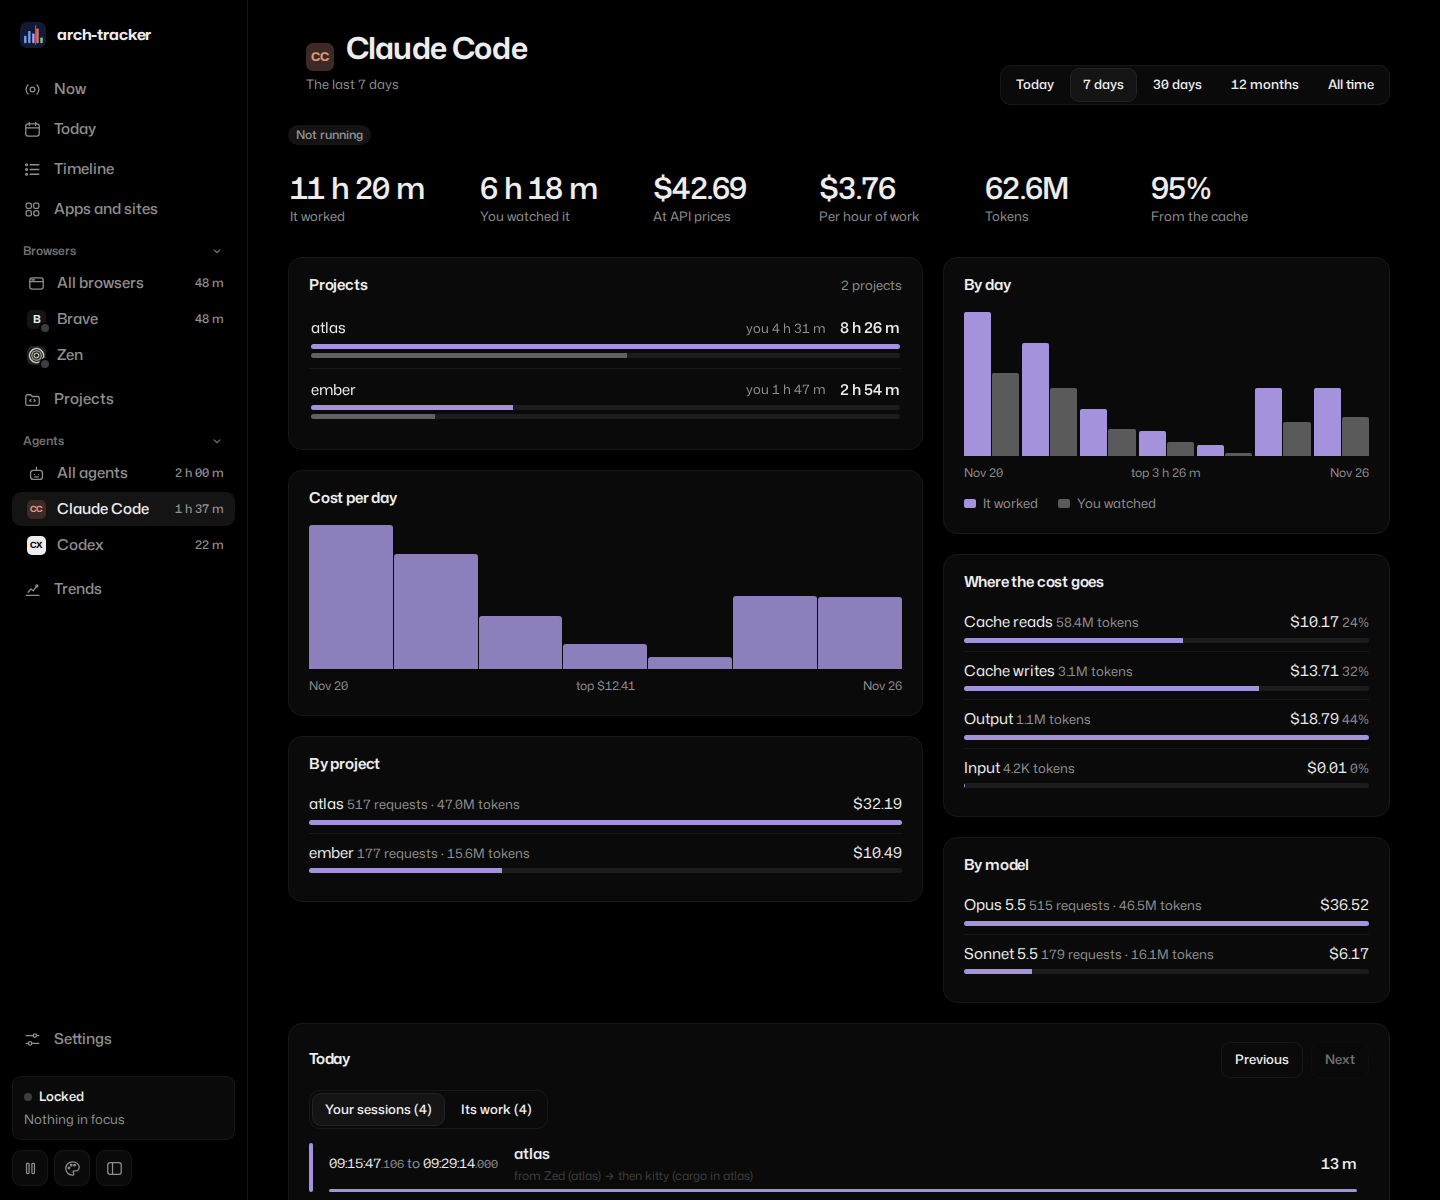 arch-tracker
Now
Today
Timeline
Apps and sites
Browsers
All browsers 48 m
B Brave 48 m
Zen
Projects
Agents
All agents 2 h 00 m
CC Claude Code 1 h 37 m
CX Codex 22 m
Trends
Settings
Locked
Nothing in focus
CC Claude Code
The last 7 days
Today 7 days 30 days 12 months All time
Not running
11 h 20 m 6 h 18 m $42.69 $3.76 62.6M 95%
It worked You watched it At API prices Per hour of work Tokens From the cache
Projects 2 projects
atlas you 4 h 31 m 8 h 26 m
ember you 1 h 47 m 2 h 54 m
Cost per day
Nov 20 top $12.41 Nov 26
By project
atlas 517 requests · 47.0M tokens $32.19
ember 177 requests · 15.6M tokens $10.49
By day
Nov 20 top 3 h 26 m Nov 26
It worked You watched
Where the cost goes
Cache reads 58.4M tokens $10.17 24%
Cache writes 3.1M tokens $13.71 32%
Output 1.1M tokens $18.79 44%
Input 4.2K tokens $0.01 0%
By model
Opus 5.5 515 requests · 46.5M tokens $36.52
Sonnet 5.5 179 requests · 16.1M tokens $6.17
Today Previous Next
Your sessions (4) Its work (4)
09:15:47.106 to 09:29:14.000 atlas 13 m
from Zed (atlas) → then kitty (cargo in atlas)